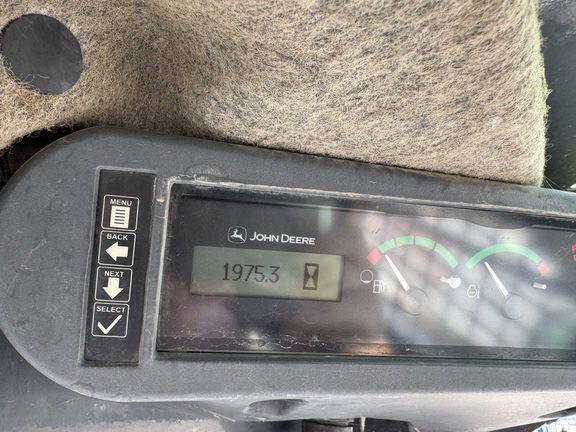 MENU
BACK
NEXT
SELECT
JOHN DEERE
1975.3